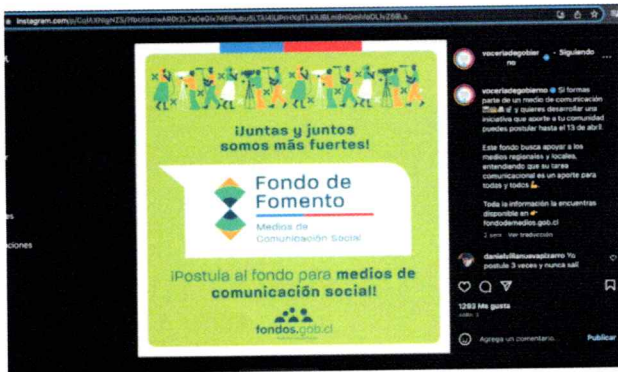 ¡Juntas y juntos
somos más fuertes!
Fondo de
Fomento
Medios de
Comunicación Social
¡Postula al fondo para medios de
comunicación social!
fondos.gob.cl
voceriadegobier
no
• Siguiendo
voceriadegobierno Si formas
parte de un medio de comunicación
y quieres desarrollar una
iniciativa que aporte a tu comunidad
puedes postular hasta el 13 de abril.
Este fondo busca apoyar a los
medios regionales y locales,
entendiendo que su tarea
comunicacional es un aporte para
todas y todos
Toda la información la encuentras
disponible en
fondodemedios.gob.cl
Ver traducción
Yo
postule 3 veces y nunca salí
1293 Me gusta
Agrega un comentario...
Publicar